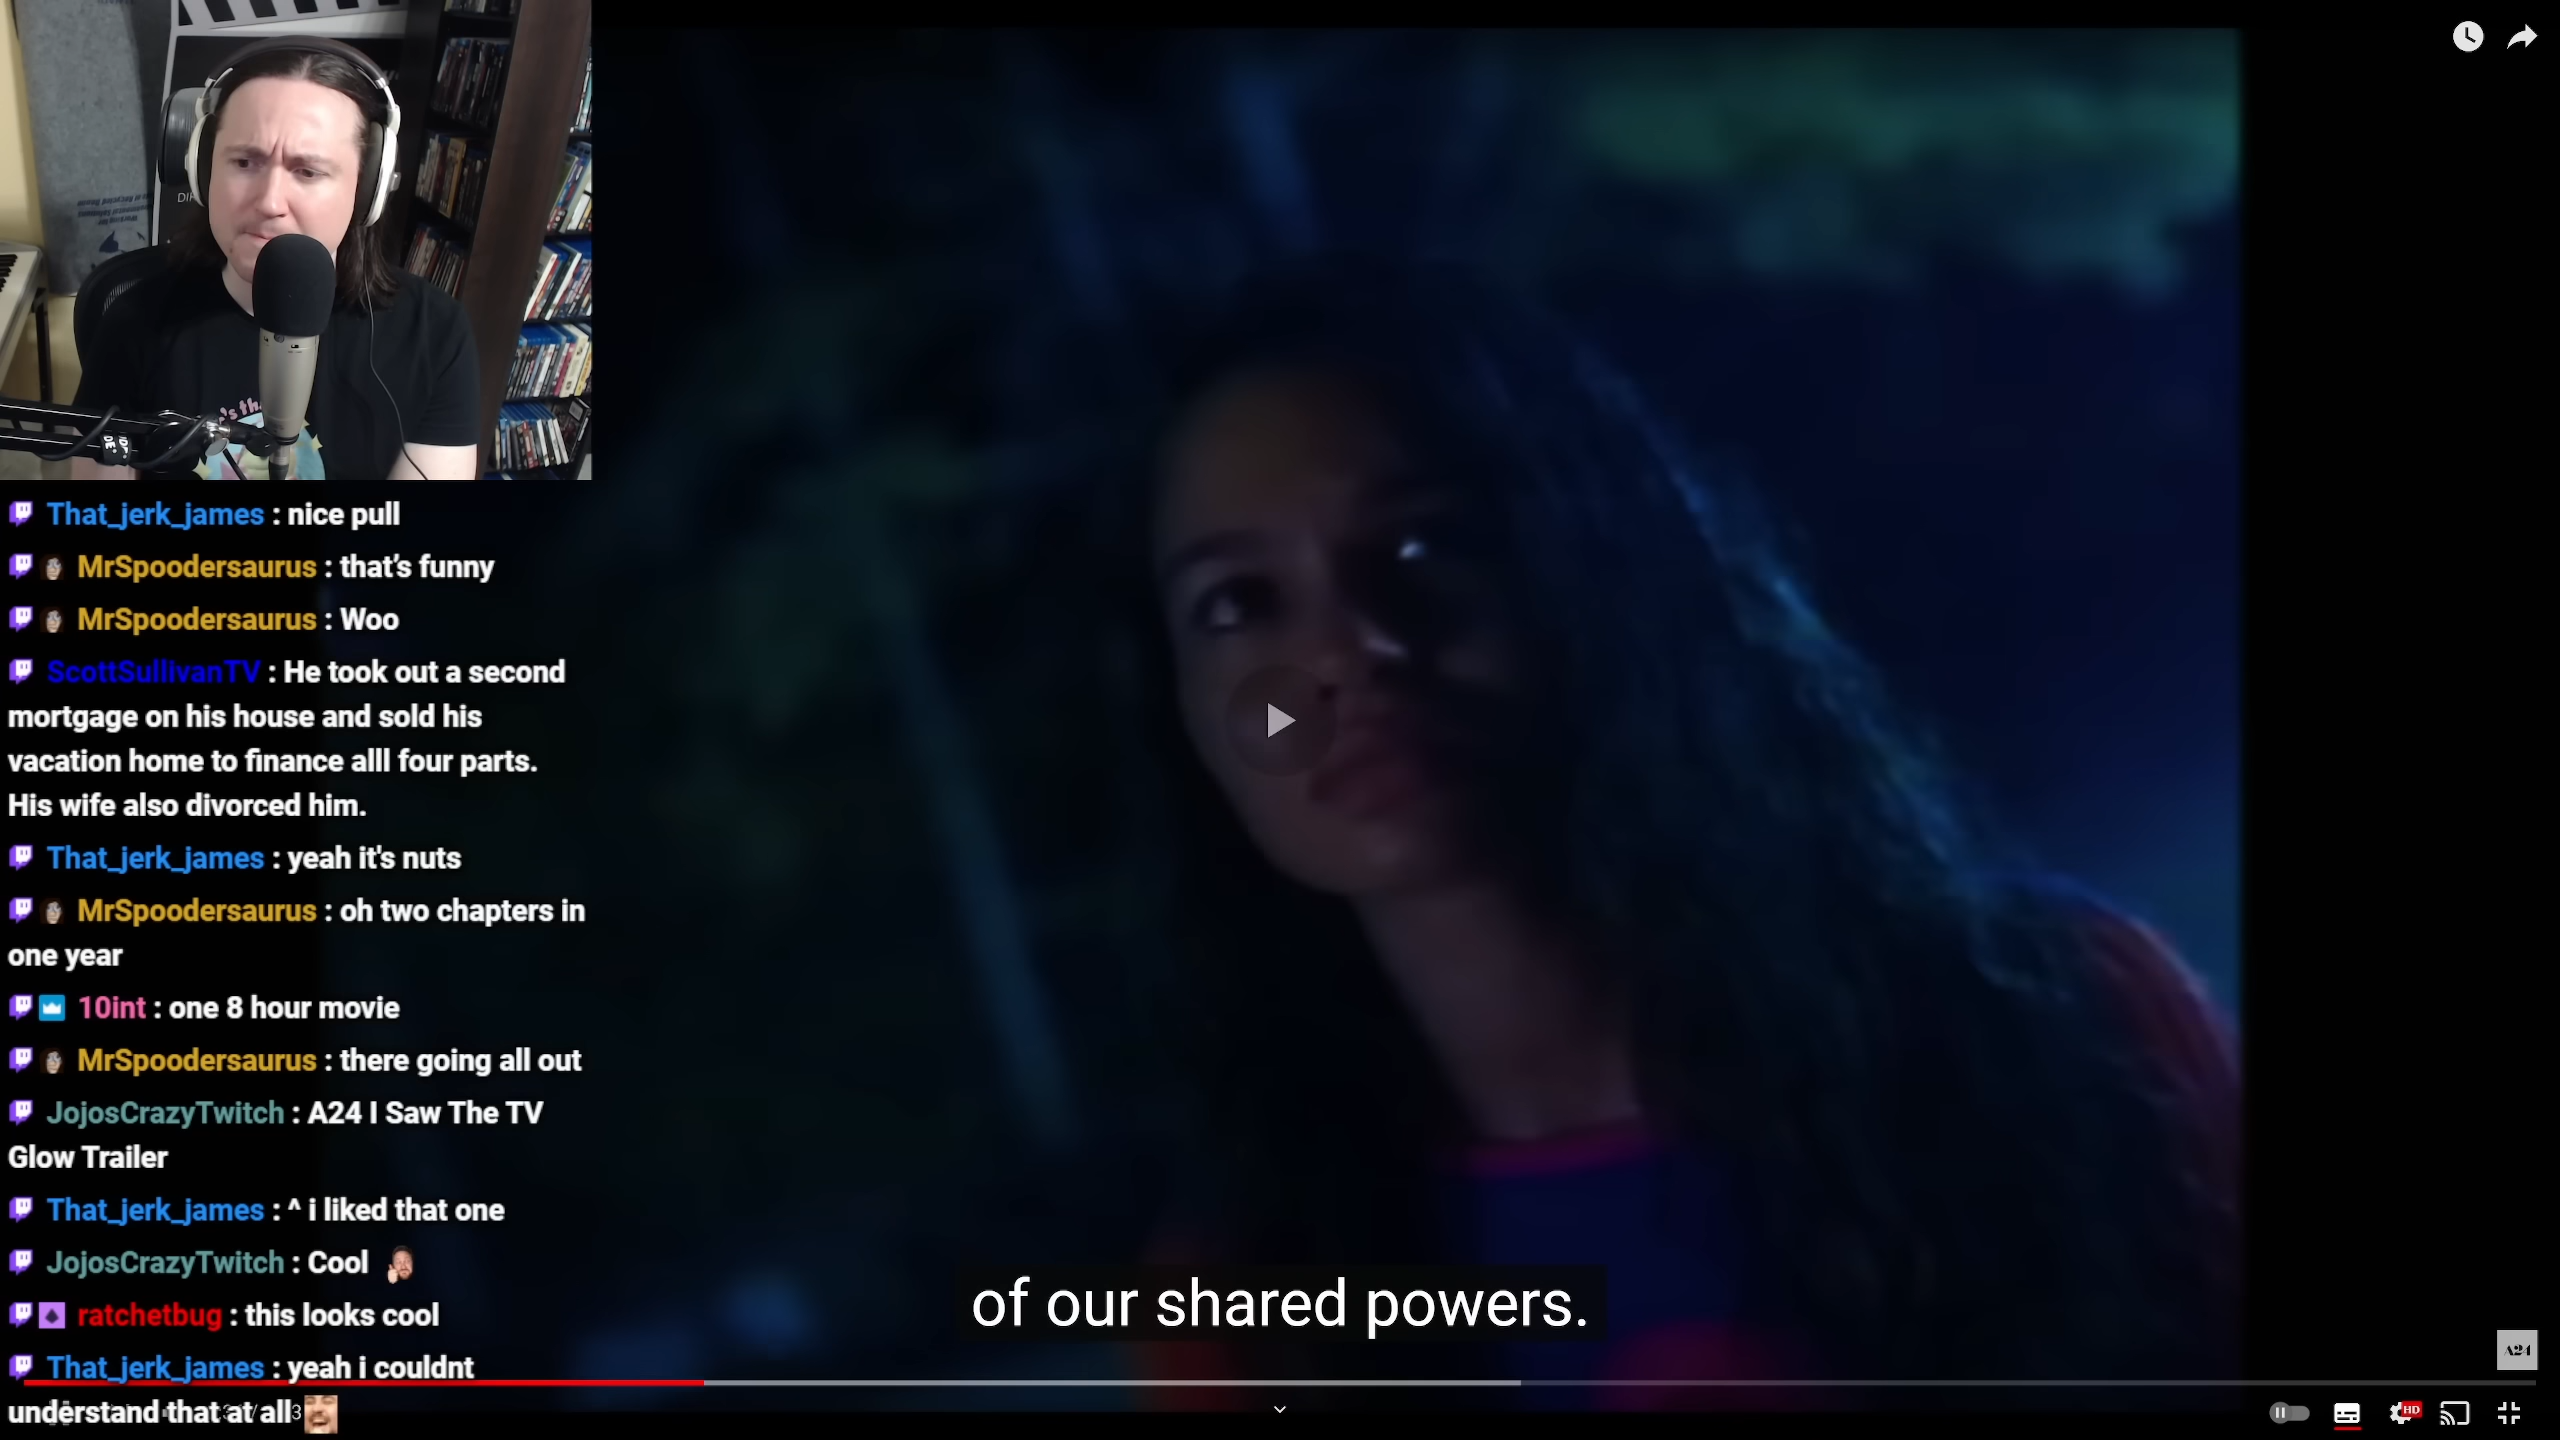 DIR
's th
That_jerk_james : nice pull
MrSpoodersaurus : that's funny
MrSpoodersaurus : Woo
ScottSullivanTV : He took out a second
mortgage on his house and sold his
vacation home to finance alll four parts.
His wife also divorced him.
That_jerk_james : yeah it's nuts
MrSpoodersaurus : oh two chapters in
one year
10int : one 8 hour movie
MrSpoodersaurus : there going all out
JojosCrazyTwitch : A24 I Saw The TV
Glow Trailer
That_jerk_james : ^ i liked that one
JojosCrazyTwitch : Cool
ratchetbug : this looks cool
That_jerk_james : yeah i couldnt
understand that at all
of our shared powers.
A24
HD